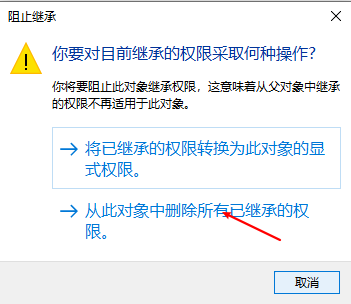 阻止继承
你要对目前继承的权限采取何种操作?
你将要阻止此对象继承权限，这意味着从父对象中继承
的权限不再适用于此对象。
将已继承的权限转换为此对象的显
式权限。
从此对象中删除所有已继承的权
限。
取消